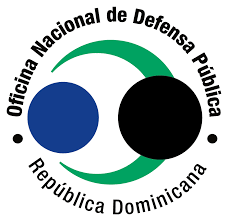 Oficina Nacional de Defensa Pública
República Dominicana